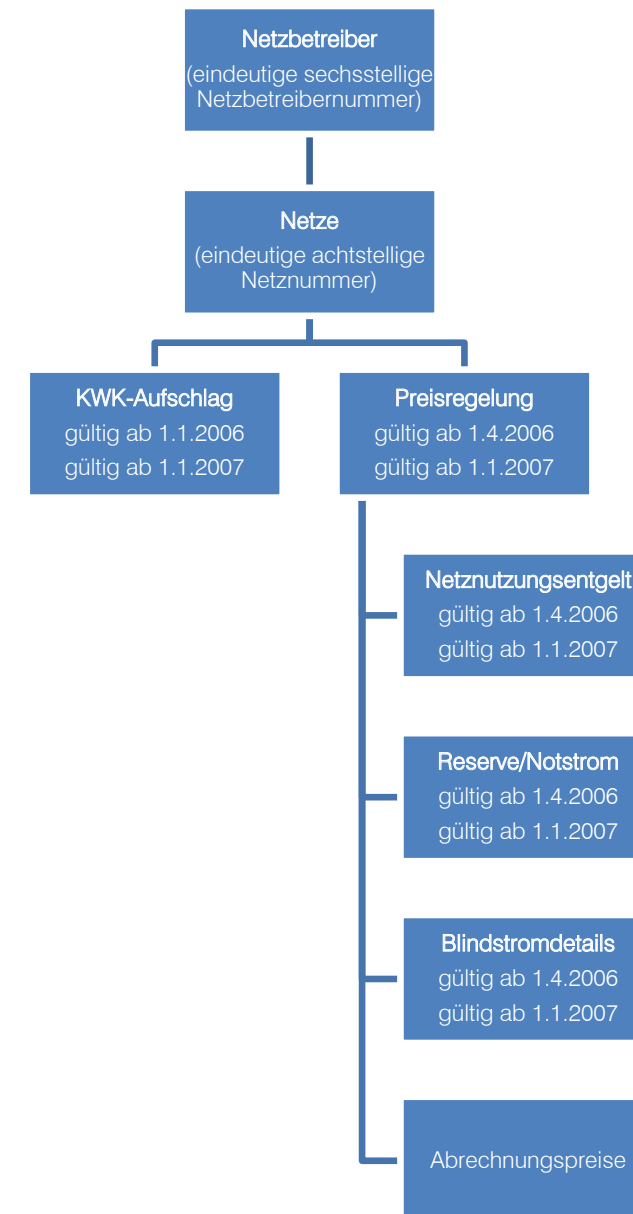 Netzbetreiber
(eindeutige sechsstellige
Netzbetreibernummer)
Netze
(eindeutige achtstellige
Netznummer)
KWK-Aufschlag
gültig ab 1.1.2006
gültig ab 1.1.2007
Preisregelung
gültig ab 1.4.2006
gültig ab 1.1.2007
Netznutzungsentgelt
gültig ab 1.4.2006
gültig ab 1.1.2007
Reserve/Notstrom
gültig ab 1.4.2006
gültig ab 1.1.2007
Blindstromdetails
gültig ab 1.4.2006
gültig ab 1.1.2007
Abrechnungspreise